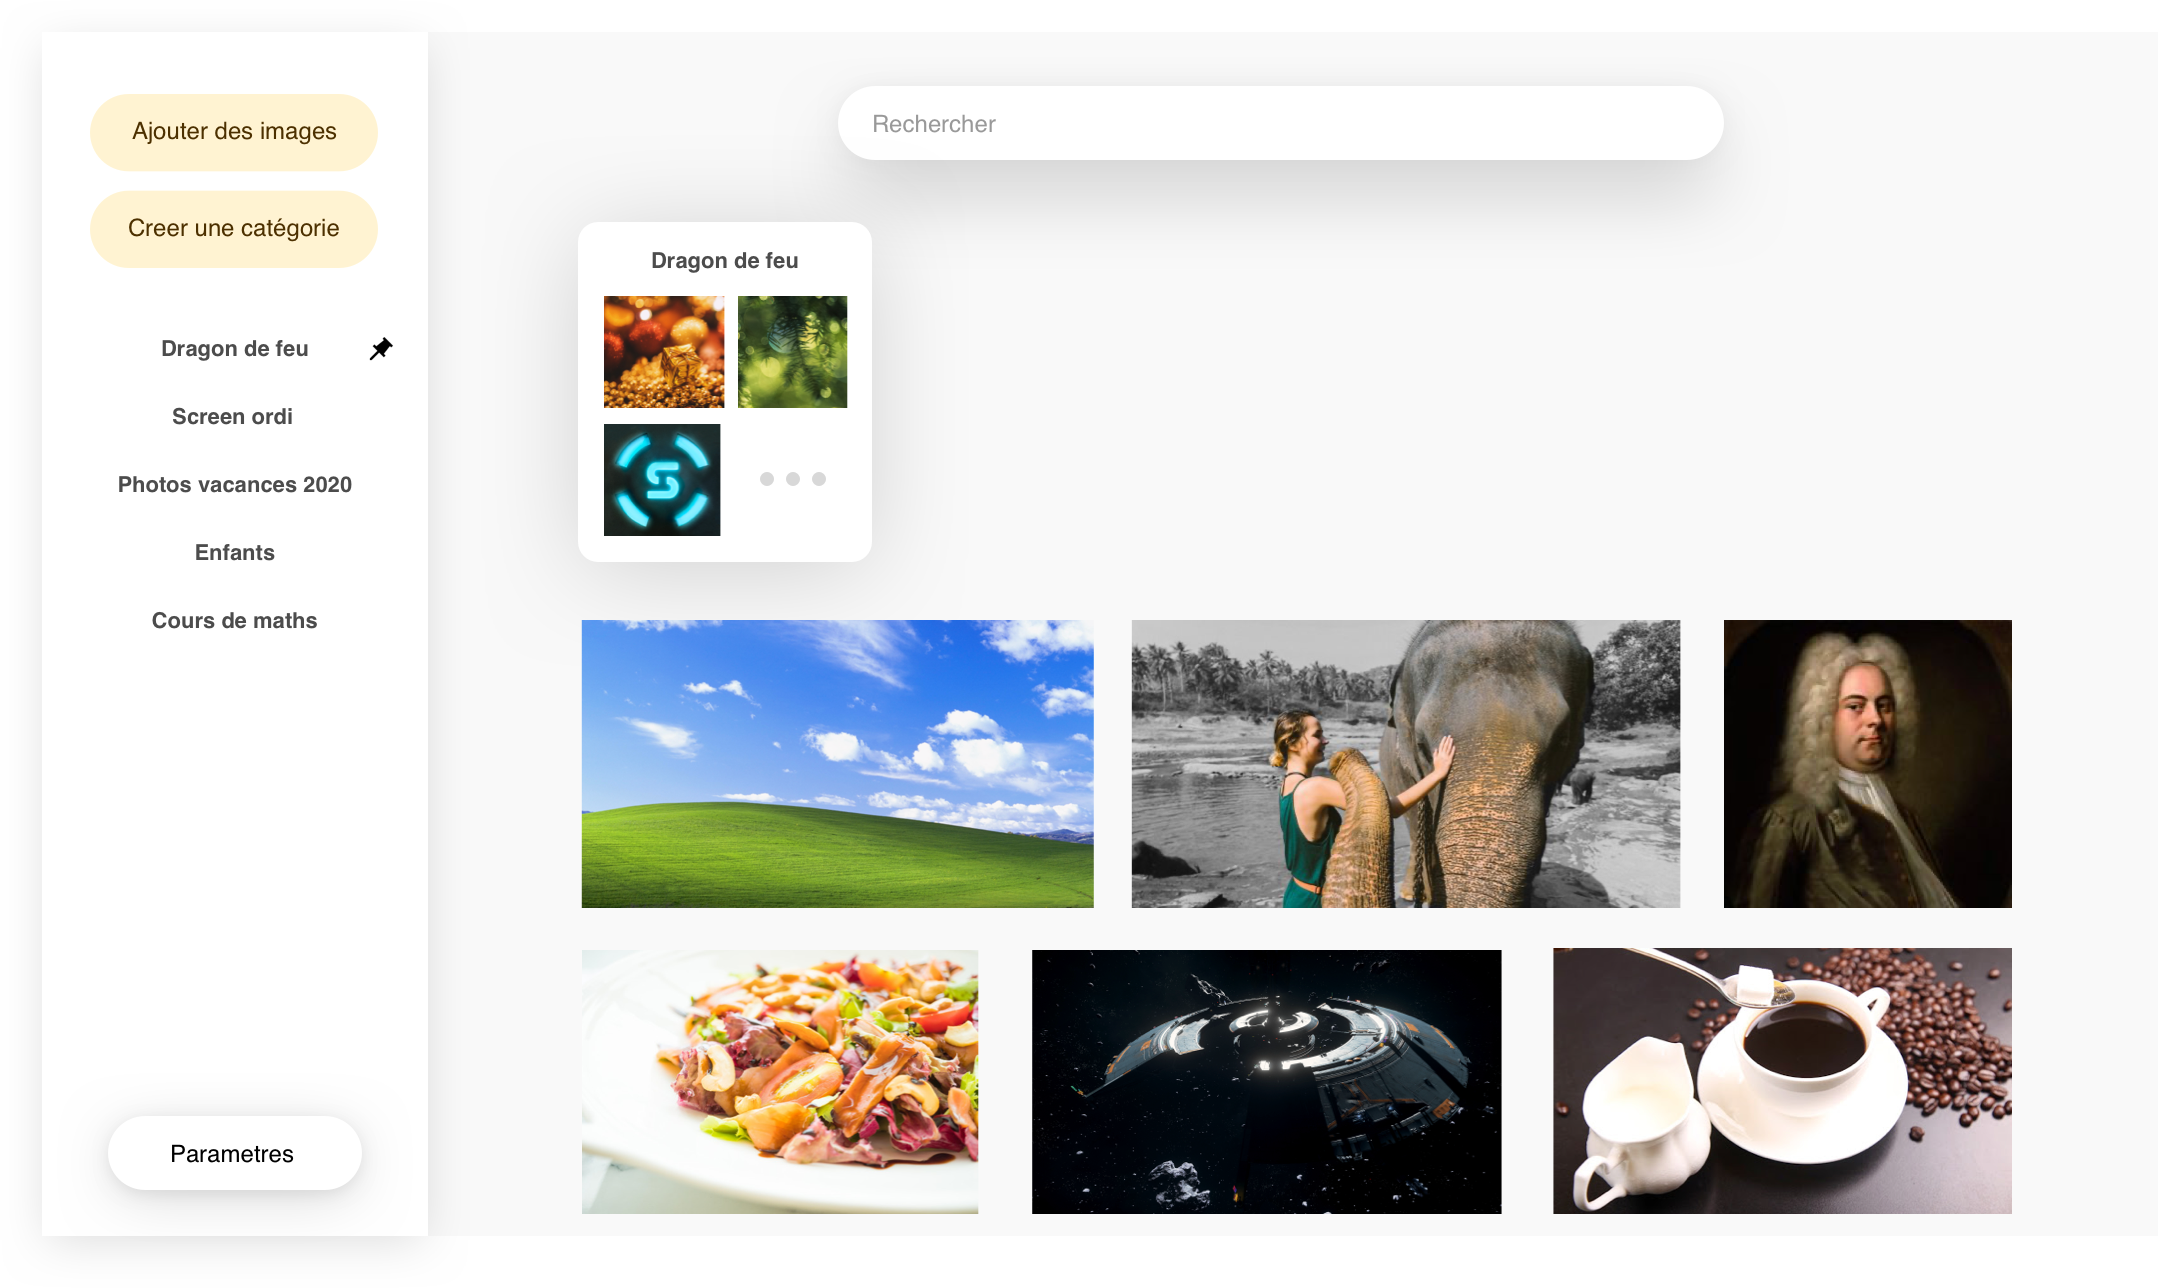 Ajouter des images
Creer une catégorie
Dragon de feu
Screen ordi
Photos vacances 2020
Enfants
Cours de maths
Parametres
Rechercher
Dragon de feu
S